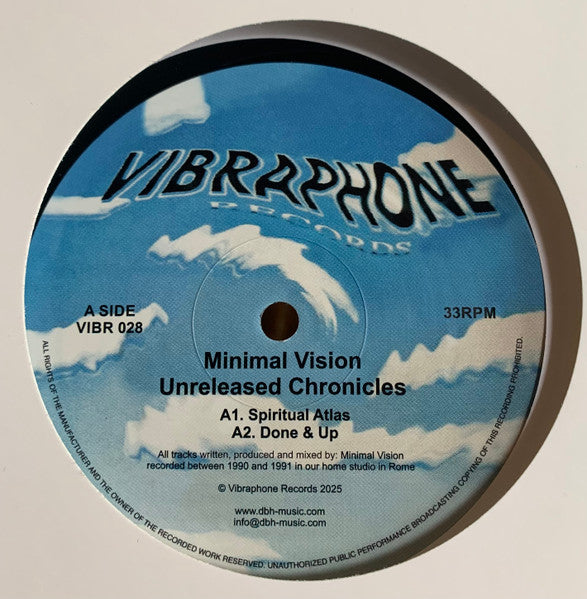 VIBRAPHONE
RECORDS
A SIDE
VIBR 028
33RPM
Minimal Vision
Unreleased Chronicles
A1. Spiritual Atlas
A2. Done & Up
All tracks written, produced and mixed by: Minimal Vision
recorded between 1990 and 1991 in our home studio in Rome
© Vibraphone Records 2025
www.dbh-music.com
info@dbh-music.com
ALL RIGHTS OF THE MANUFACTURER AND THE OWNER OF THE RECORDED WORK RESERVED. UNAUTHORIZED PUBLIC PERFORMANCE BROADCASTING COPYING OF THIS RECORDING PROHIBITED.